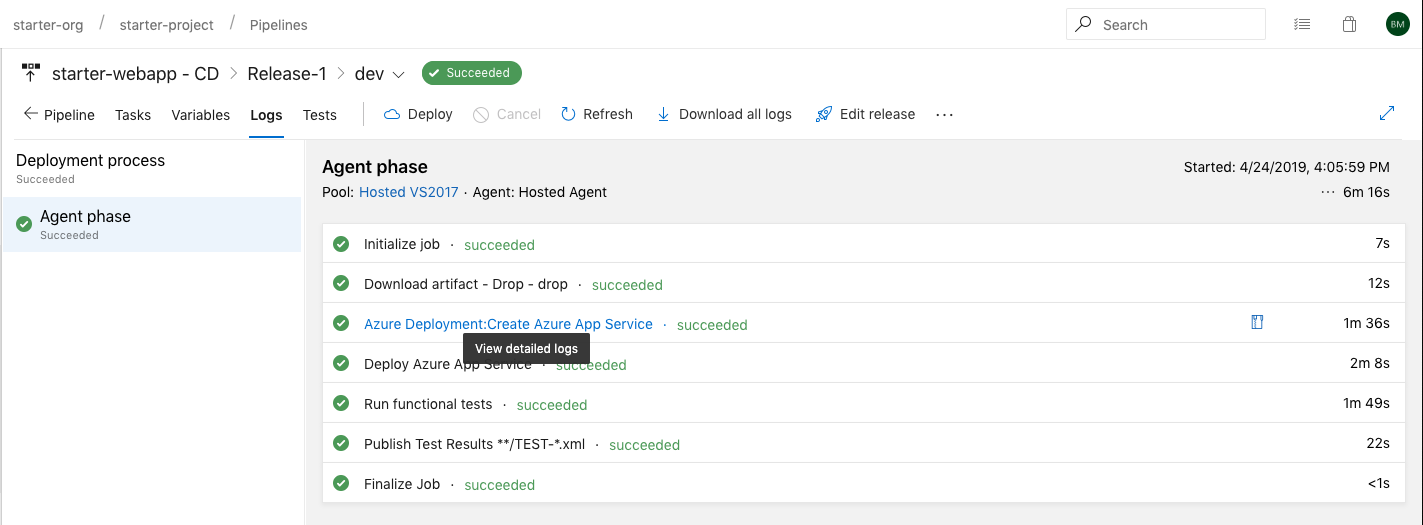 starter-org / starter-project / Pipelines Search BM
starter-webapp - CD > Release-1 > dev Succeeded
Pipeline Tasks Variables Logs Tests Deploy Cancel Refresh Download all logs Edit release ...
Deployment process
Succeeded
Agent phase
Succeeded
Agent phase Started: 4/24/2019, 4:05:59 PM
Pool: Hosted VS2017 · Agent: Hosted Agent ... 6m 16s
Initialize job · succeeded 7s
Download artifact - Drop - drop · succeeded 12s
Azure Deployment:Create Azure App Service · succeeded 1m 36s
View detailed logs
Deploy Azure App Service · succeeded 2m 8s
Run functional tests · succeeded 1m 49s
Publish Test Results **/TEST-*.xml · succeeded 22s
Finalize Job · succeeded <1s